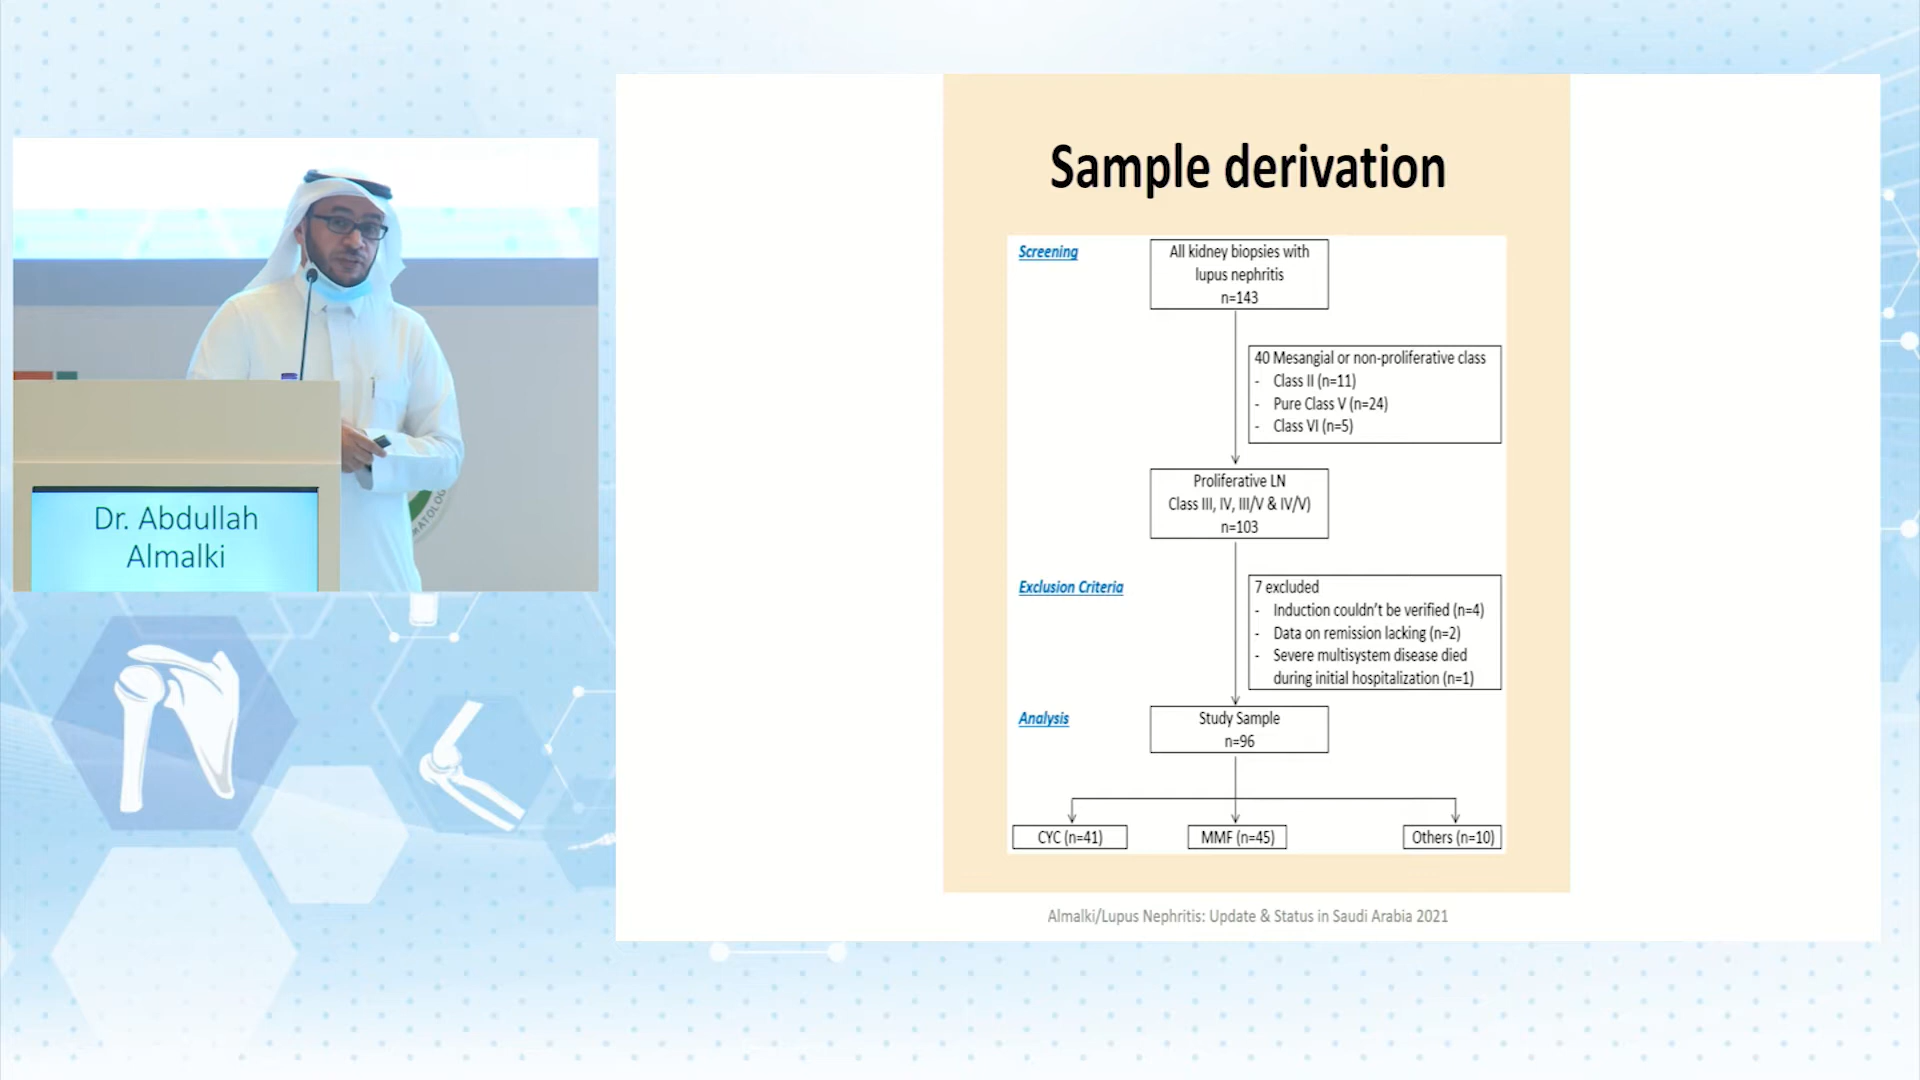 Dr. Abdullah
Almalki
Sample derivation
Screening
All kidney biopsies with
lupus nephritis
n=143
40 Mesangial or non-proliferative class
- Class II (n=11)
- Pure Class V (n=24)
- Class VI (n=5)
Proliferative LN
Class III, IV, III/V & IV/V)
n=103
Exclusion Criteria
7 excluded
- Induction couldn't be verified (n=4)
- Data on remission lacking (n=2)
- Severe multisystem disease died
during initial hospitalization (n=1)
Analysis
Study Sample
n=96
CYC (n=41)
MMF (n=45)
Others (n=10)
Almalki/Lupus Nephritis: Update & Status in Saudi Arabia 2021